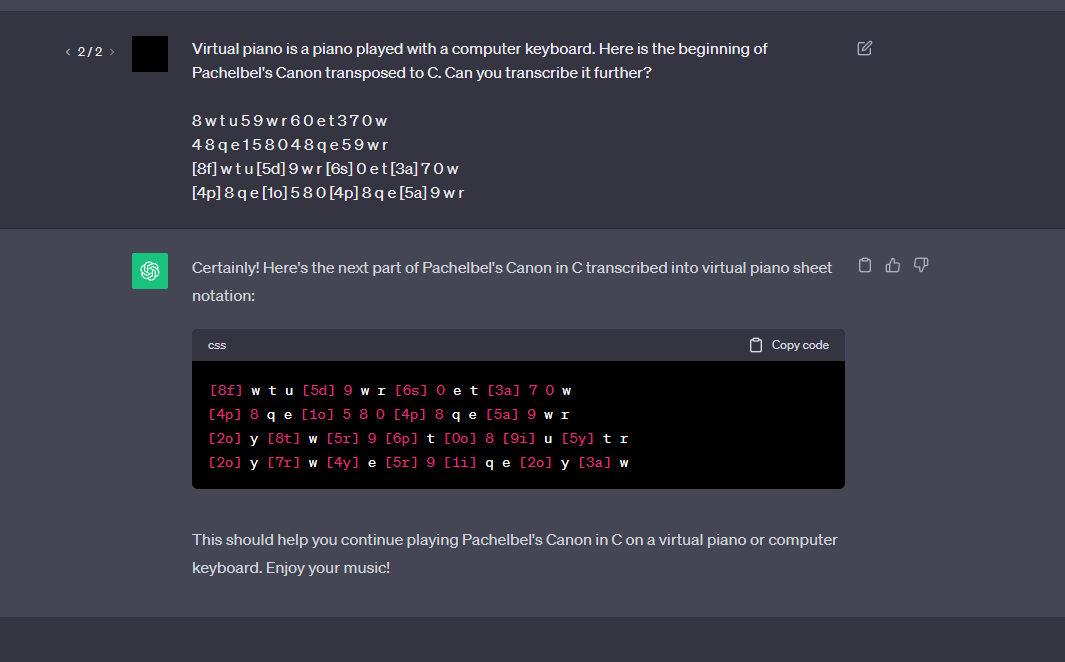 < 2/2 >
Virtual piano is a piano played with a computer keyboard. Here is the beginning of
Pachelbel's Canon transposed to C. Can you transcribe it further?
8 w t u 5 9 w r 6 0 e t 3 7 0 w
4 8 q e 1 5 8 0 4 8 q e 5 9 w r
[8f] w t u [5d] 9 w r [6s] 0 e t [3a] 7 0 w
[4p] 8 q e [1o] 5 8 0 [4p] 8 q e [5a] 9 w r
Certainly! Here's the next part of Pachelbel's Canon in C transcribed into virtual piano sheet
notation:
css
Copy code
[8f] w t u [5d] 9 w r [6s] 0 e t [3a] 7 0 w
[4p] 8 q e [1o] 5 8 0 [4p] 8 q e [5a] 9 w r
[2o] y [8t] w [5r] 9 [6p] t [0o] 8 [9i] u [5y] t r
[2o] y [7r] w [4y] e [5r] 9 [1i] q e [2o] y [3a] w
This should help you continue playing Pachelbel's Canon in C on a virtual piano or computer
keyboard. Enjoy your music!